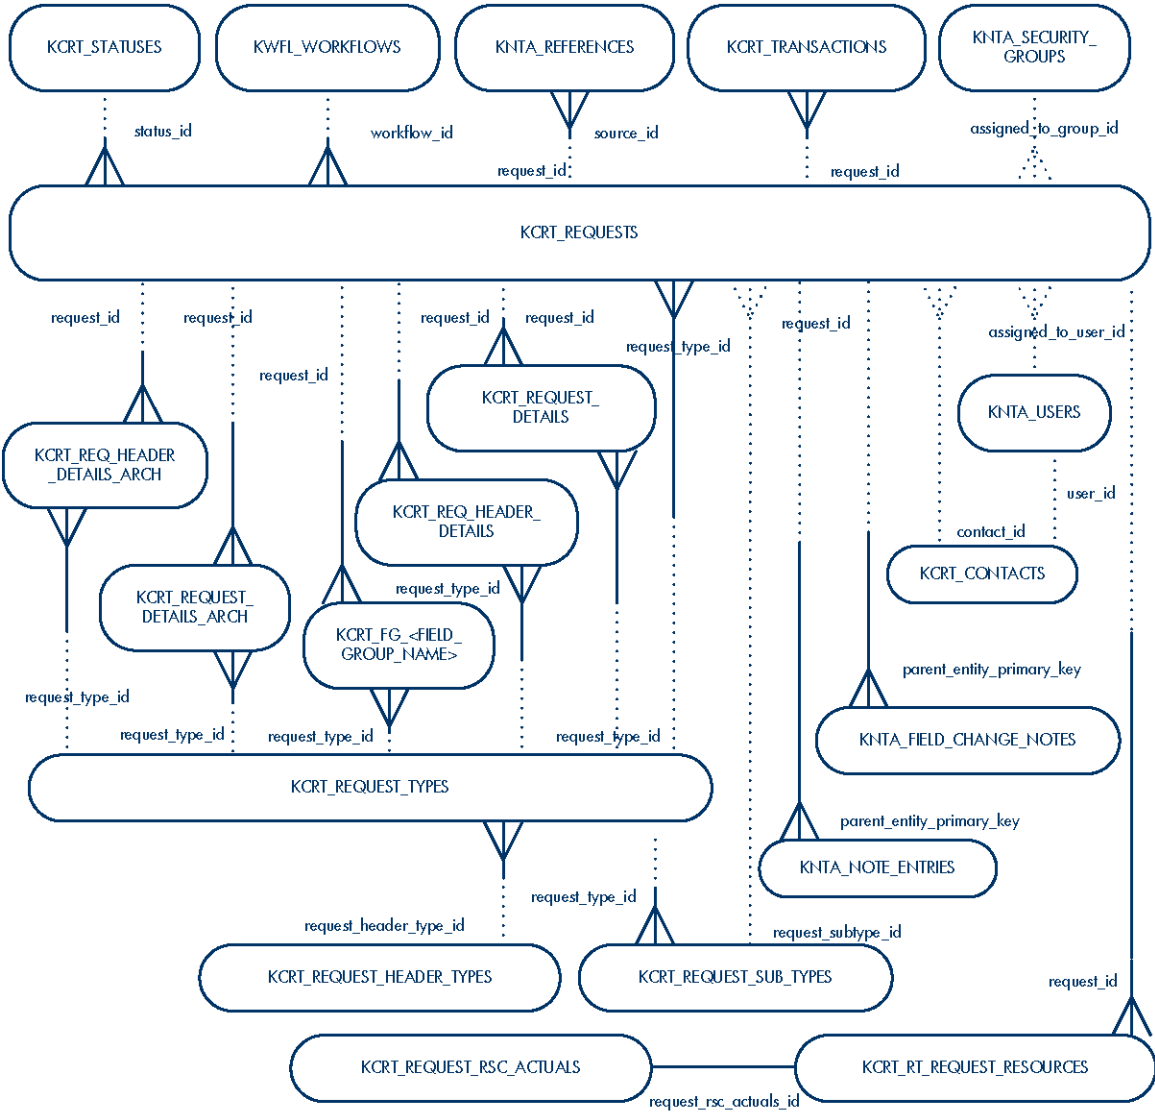 KCRT_STATUSES
KWFL_WORKFLOWS
KNTA_REFERENCES
KCRT_TRANSACTIONS
KNTA_SECURITY_
GROUPS
status_id
workflow_id
source_id
assigned_to_group_id
request_id
request_id
KCRT_REQUESTS
request_id
request_id
request_id
request_id
request_id
assigned_to_user_id
request_type_id
request_id
KCRT_REQUEST_
DETAILS
KNTA_USERS
KCRT_REQ_HEADER
_DETAILS_ARCH
user_id
KCRT_REQ_HEADER_
DETAILS
contact_id
KCRT_CONTACTS
request_type_id
KCRT_REQUEST_
DETAILS_ARCH
KCRT_FG_<FIELD_
GROUP_NAME>
parent_entity_primary_key
request_type_id
request_type_id
request_type_id
request_type_id
KNTA_FIELD_CHANGE_NOTES
KCRT_REQUEST_TYPES
parent_entity_primary_key
KNTA_NOTE_ENTRIES
request_type_id
request_header_type_id
request_subtype_id
KCRT_REQUEST_HEADER_TYPES
KCRT_REQUEST_SUB_TYPES
request_id
KCRT_REQUEST_RSC_ACTUALS
KCRT_RT_REQUEST_RESOURCES
request_rsc_actuals_id